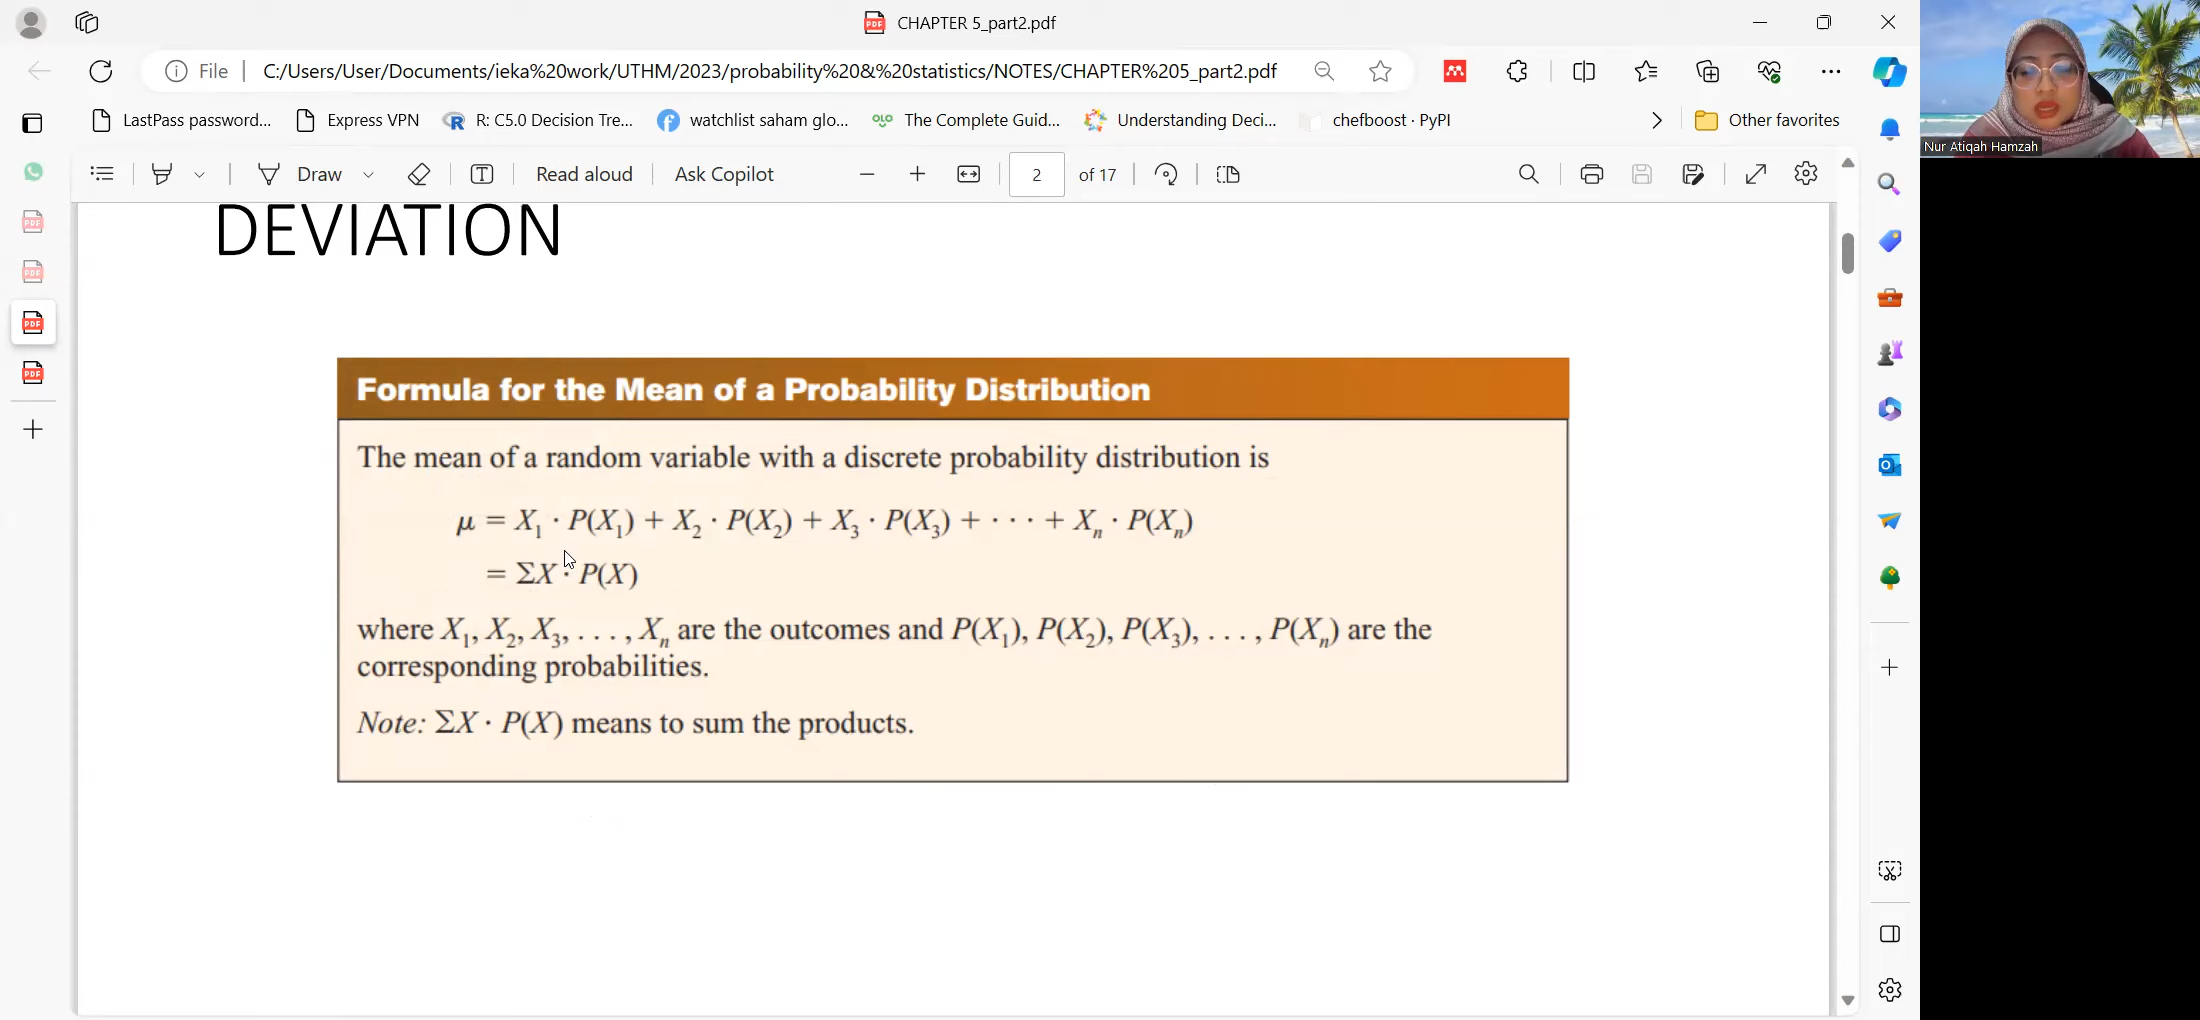 CHAPTER 5_part2.pdf
File
C:/Users/User/Documents/ieka%20work/UTHM/2023/probability%20&%20statistics/NOTES/CHAPTER%205_part2.pdf
LastPass password...
Express VPN
R: C5.0 Decision Tre...
watchlist saham glo...
The Complete Guid...
Understanding Deci...
chefboost · PyPI
Other favorites
Draw
Read aloud
Ask Copilot
2
of 17
Nur Atiqah Hamzah
DEVIATION
Formula for the Mean of a Probability Distribution
The mean of a random variable with a discrete probability distribution is
μ = X₁ · P(X₁) + X₂ · P(X₂) + X₃ · P(X₃) + · · · + Xₙ · P(Xₙ)
= ΣX · P(X)
where X₁, X₂, X₃, . . . , Xₙ are the outcomes and P(X₁), P(X₂), P(X₃), . . . , P(Xₙ) are the
corresponding probabilities.
Note: ΣX · P(X) means to sum the products.